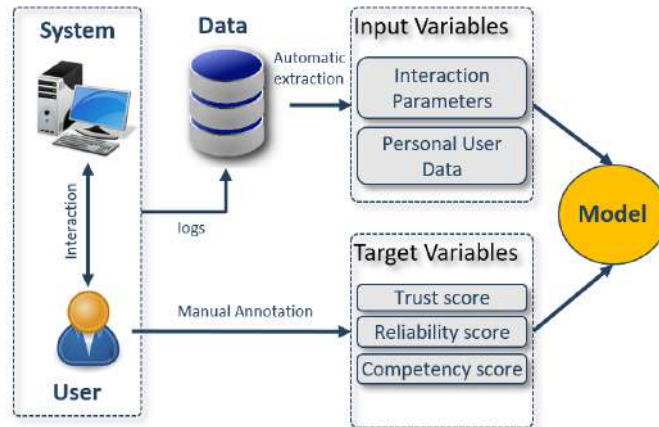 System
Data
Input Variables
Automatic
extraction
Interaction
Parameters
Personal User
Data
Interaction
logs
Model
Target Variables
Trust score
Manual Annotation
Reliability score
Competency score
User